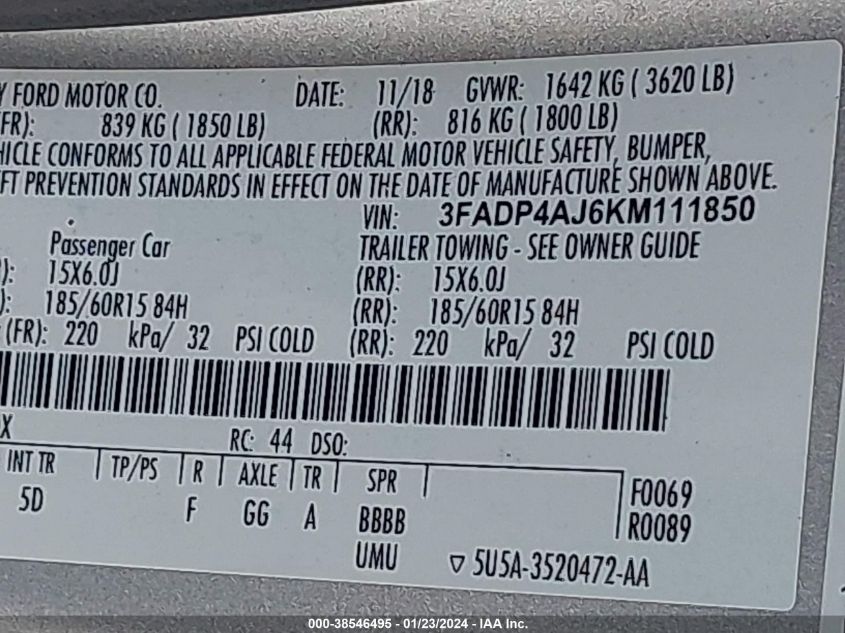 Y FORD MOTOR CO. DATE: 11/18 GVWR: 1642 KG ( 3620 LB)
FR): 839 KG ( 1850 LB) (RR): 816 KG ( 1800 LB)
HICLE CONFORMS TO ALL APPLICABLE FEDERAL MOTOR VEHICLE SAFETY, BUMPER,
FT PREVENTION STANDARDS IN EFFECT ON THE DATE OF MANUFACTURE SHOWN ABOVE.
VIN: 3FADP4AJ6KM111850
Passenger Car TRAILER TOWING - SEE OWNER GUIDE
): 15X6.0J (RR): 15X6.0J
): 185/60R15 84H (RR): 185/60R15 84H
(FR): 220 kPa/ 32 PSI COLD (RR): 220 kPa/ 32 PSI COLD
X
RC: 44 DSO:
INT TR TP/PS R AXLE TR SPR
5D F GG A BBBB
F0069
R0089
UMU ▽ 5U5A-3520472-AA
000-38546495 - 01/23/2024 - IAA Inc.